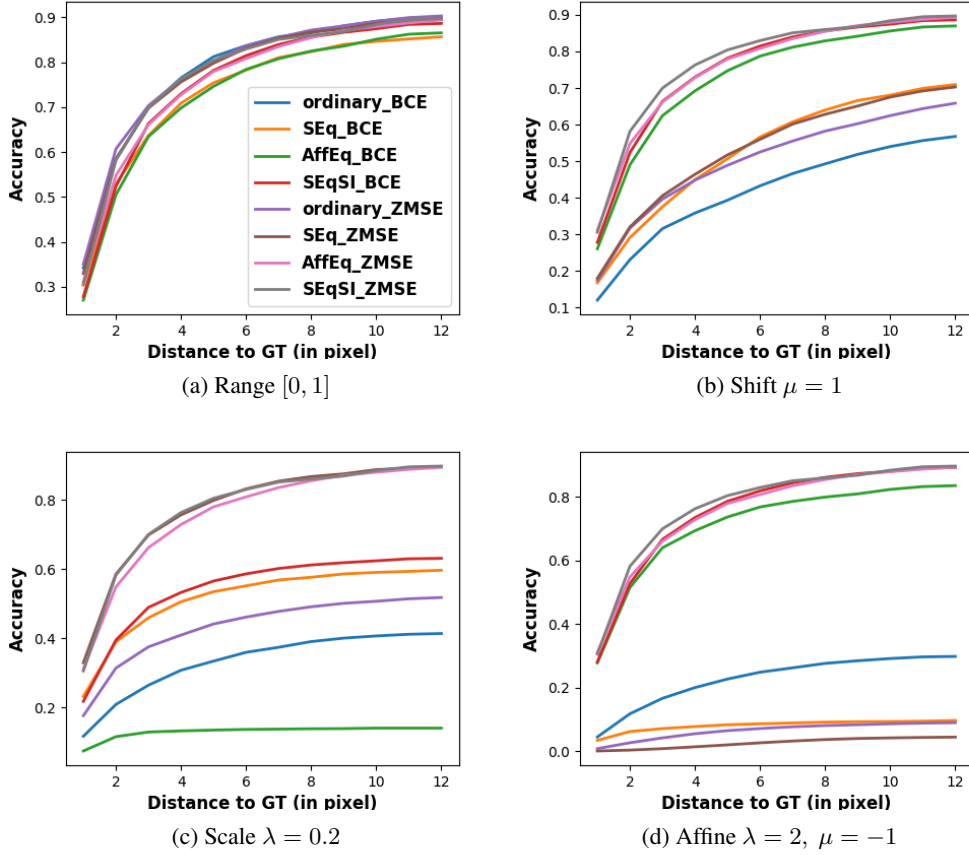 0.9
0.8
0.7
0.6
0.5
0.4
0.3
Accuracy
ordinary_BCE
SEq_BCE
AffEq_BCE
SEqSI_BCE
ordinary_ZMSE
SEq_ZMSE
AffEq_ZMSE
SEqSI_ZMSE
2 4 6 8 10 12
Distance to GT (in pixel)
(a) Range [0, 1]
0.9
0.8
0.7
0.6
0.5
0.4
0.3
0.2
0.1
Accuracy
2 4 6 8 10 12
Distance to GT (in pixel)
(b) Shift μ = 1
0.8
0.6
0.4
0.2
Accuracy
2 4 6 8 10 12
Distance to GT (in pixel)
(c) Scale λ = 0.2
0.8
0.6
0.4
0.2
0.0
Accuracy
2 4 6 8 10 12
Distance to GT (in pixel)
(d) Affine λ = 2, μ = −1